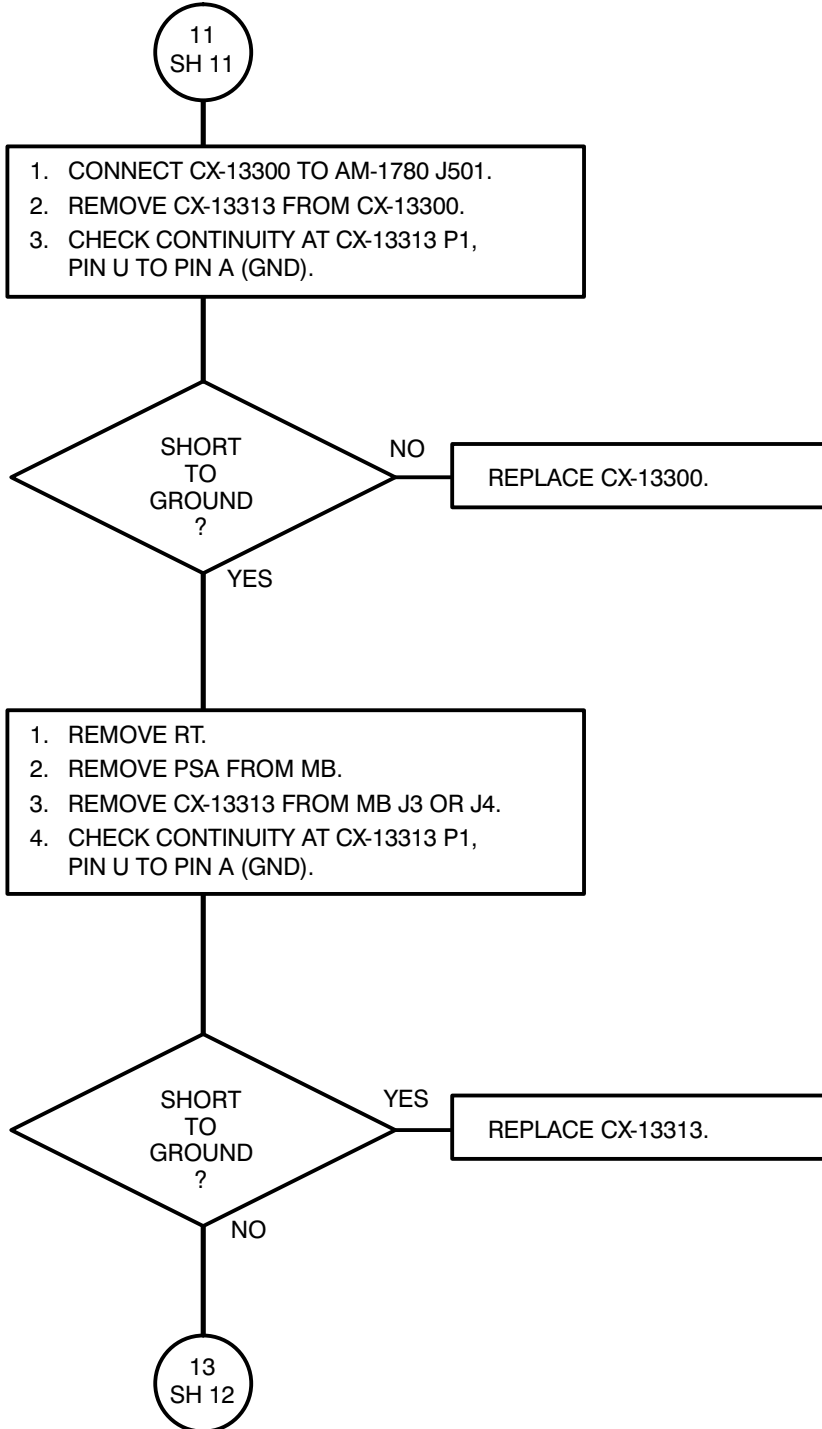 11
SH 11
1. CONNECT CX-13300 TO AM-1780 J501.
2. REMOVE CX-13313 FROM CX-13300.
3. CHECK CONTINUITY AT CX-13313 P1,
PIN U TO PIN A (GND).
SHORT
TO
GROUND
?
NO
REPLACE CX-13300.
YES
1. REMOVE RT.
2. REMOVE PSA FROM MB.
3. REMOVE CX-13313 FROM MB J3 OR J4.
4. CHECK CONTINUITY AT CX-13313 P1,
PIN U TO PIN A (GND).
SHORT
TO
GROUND
?
YES
REPLACE CX-13313.
NO
13
SH 12